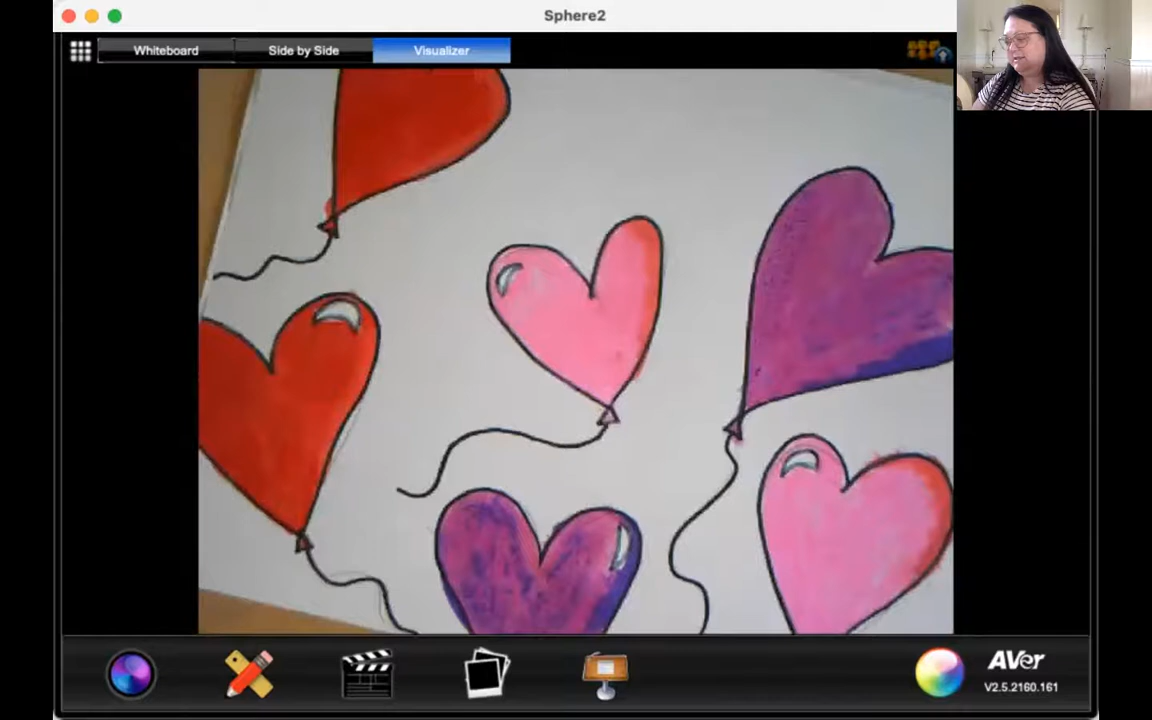 Sphere2
Whiteboard
Side by Side
Visualizer
AVer
V2.5.2160.161